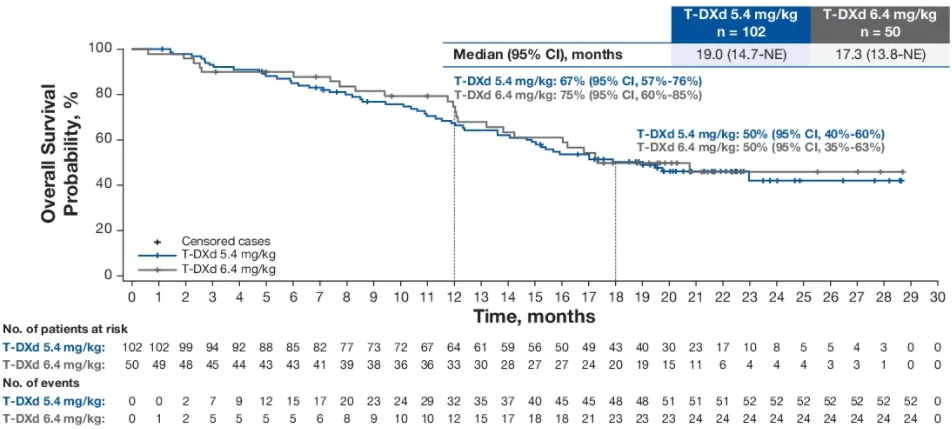 T-DXd 5.4 mg/kg T-DXd 6.4 mg/kg
n = 102 n = 50
Median (95% CI), months 19.0 (14.7-NE) 17.3 (13.8-NE)
T-DXd 5.4 mg/kg: 67% (95% CI, 57%-76%)
T-DXd 6.4 mg/kg: 75% (95% CI, 60%-85%)
T-DXd 5.4 mg/kg: 50% (95% CI, 40%-60%)
T-DXd 6.4 mg/kg: 50% (95% CI, 35%-63%)
Overall Survival
Probability, %
100
80
60
40
20
0
Censored cases
T-DXd 5.4 mg/kg
T-DXd 6.4 mg/kg
0 1 2 3 4 5 6 7 8 9 10 11 12 13 14 15 16 17 18 19 20 21 22 23 24 25 26 27 28 29 30
Time, months
No. of patients at risk
T-DXd 5.4 mg/kg: 102 102 99 94 92 88 85 82 77 73 72 67 64 61 59 56 50 49 43 40 30 23 17 10 8 5 5 4 3 0 0
T-DXd 6.4 mg/kg: 50 49 48 45 44 43 43 41 39 38 36 36 33 30 28 27 27 24 20 19 15 11 6 4 4 4 3 3 1 0 0
No. of events
T-DXd 5.4 mg/kg: 0 0 2 7 9 12 15 17 20 23 24 29 32 35 37 40 45 45 48 48 51 51 51 52 52 52 52 52 52 52 0
T-DXd 6.4 mg/kg: 0 1 2 5 5 5 5 6 8 9 10 10 12 15 17 18 18 21 23 23 23 24 24 24 24 24 24 24 24 24 0